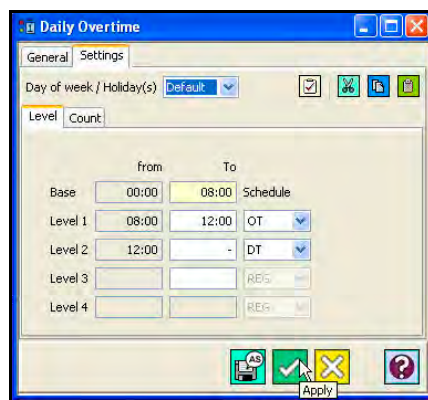 Daily Overtime
General Settings
Day of week / Holiday(s) Default
Level Count
from To
Base 00:00 08:00 Schedule
Level 1 08:00 12:00 OT
Level 2 12:00 - DT
Level 3 REG
Level 4 REG
AS
?
Apply